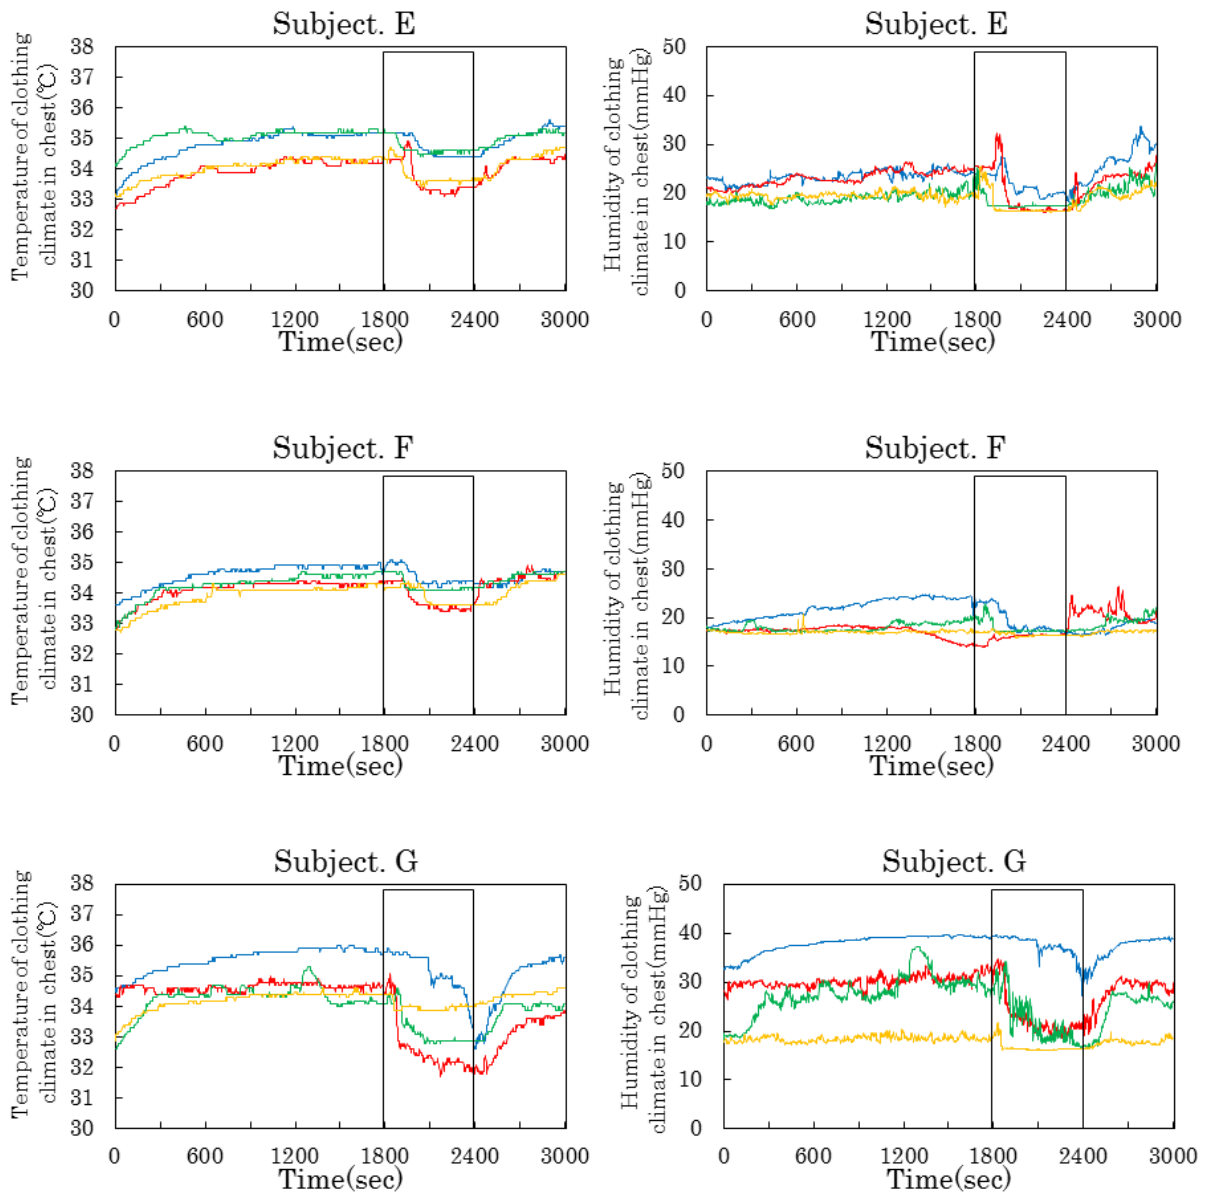 Subject. E
Temperature of clothing
climate in chest(℃)
38
37
36
35
34
33
32
31
30
0 600 1200 1800 2400 3000
Time(sec)
Subject. E
Humidity of clothing
climate in chest(mmHg)
50
40
30
20
10
0
0 600 1200 1800 2400 3000
Time(sec)
Subject. F
Temperature of clothing
climate in chest(℃)
38
37
36
35
34
33
32
31
30
0 600 1200 1800 2400 3000
Time(sec)
Subject. F
Humidity of clothing
climate in chest(mmHg)
50
40
30
20
10
0
0 600 1200 1800 2400 3000
Time(sec)
Subject. G
Temperature of clothing
climate in chest(℃)
38
37
36
35
34
33
32
31
30
0 600 1200 1800 2400 3000
Time(sec)
Subject. G
Humidity of clothing
climate in chest(mmHg)
50
40
30
20
10
0
0 600 1200 1800 2400 3000
Time(sec)